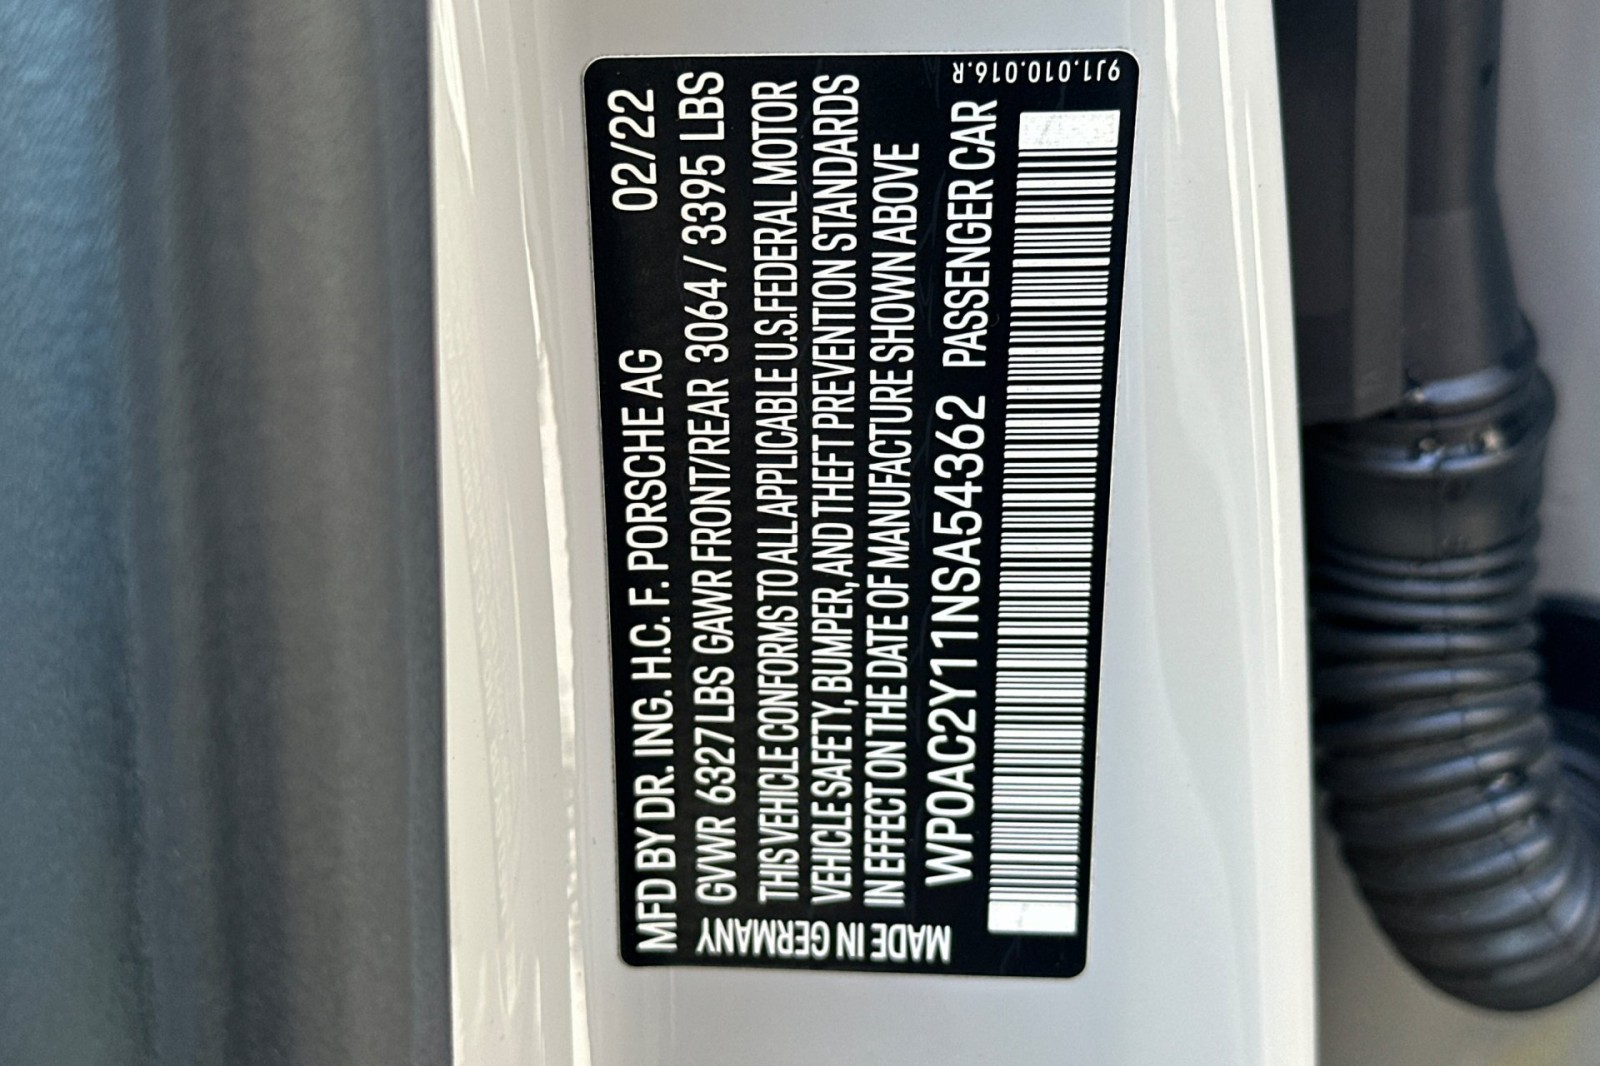 MFD BY DR. ING. H.C. F. PORSCHE AG 02/22
GVWR 6327 LBS GAWR FRONT/REAR 3064 / 3395 LBS
THIS VEHICLE CONFORMS TO ALL APPLICABLE U.S. FEDERAL MOTOR
VEHICLE SAFETY, BUMPER, AND THEFT PREVENTION STANDARDS
IN EFFECT ON THE DATE OF MANUFACTURE SHOWN ABOVE
WP0AC2Y11NSA54362 PASSENGER CAR
MADE IN GERMANY
9J1.010.016.R